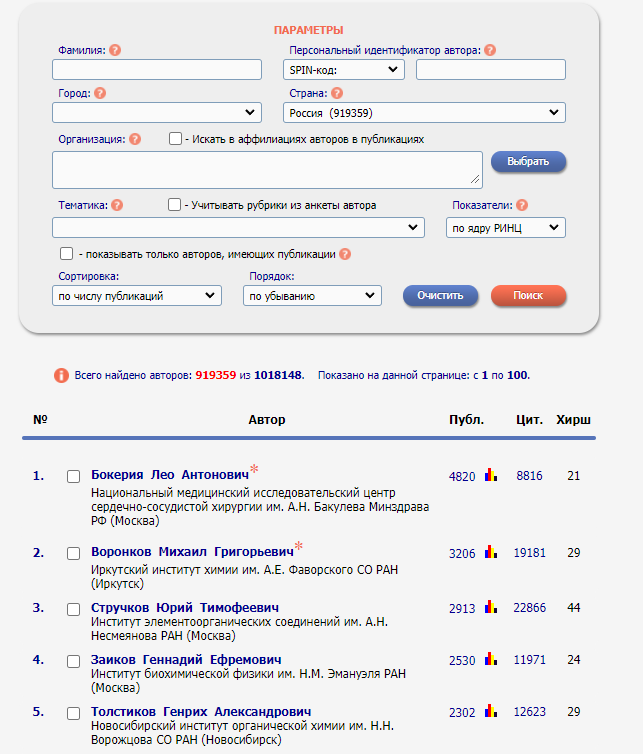 ПАРАМЕТРЫ
Фамилия: ? Персональный идентификатор автора: ?
SPIN-код:
Город: ? Страна: ?
Россия (919359)
Организация: ? - Искать в аффилиациях авторов в публикациях
Выбрать
Тематика: ? - Учитывать рубрики из анкеты автора Показатели: ?
по ядру РИНЦ
- показывать только авторов, имеющих публикации ?
Сортировка: Порядок:
по числу публикаций по убыванию Очистить Поиск
i Всего найдено авторов: 919359 из 1018148. Показано на данной странице: с 1 по 100.
№ Автор Публ. Цит. Хирш
1. Бокерия Лео Антонович* 4820 8816 21
Национальный медицинский исследовательский центр
сердечно-сосудистой хирургии им. А.Н. Бакулева Минздрава
РФ (Москва)
2. Воронков Михаил Григорьевич* 3206 19181 29
Иркутский институт химии им. А.Е. Фаворского СО РАН
(Иркутск)
3. Стручков Юрий Тимофеевич 2913 22866 44
Институт элементоорганических соединений им. А.Н.
Несмеянова РАН (Москва)
4. Заиков Геннадий Ефремович 2530 11971 24
Институт биохимической физики им. Н.М. Эмануэля РАН
(Москва)
5. Толстиков Генрих Александрович 2302 12623 29
Новосибирский институт органической химии им. Н.Н.
Ворожцова СО РАН (Новосибирск)